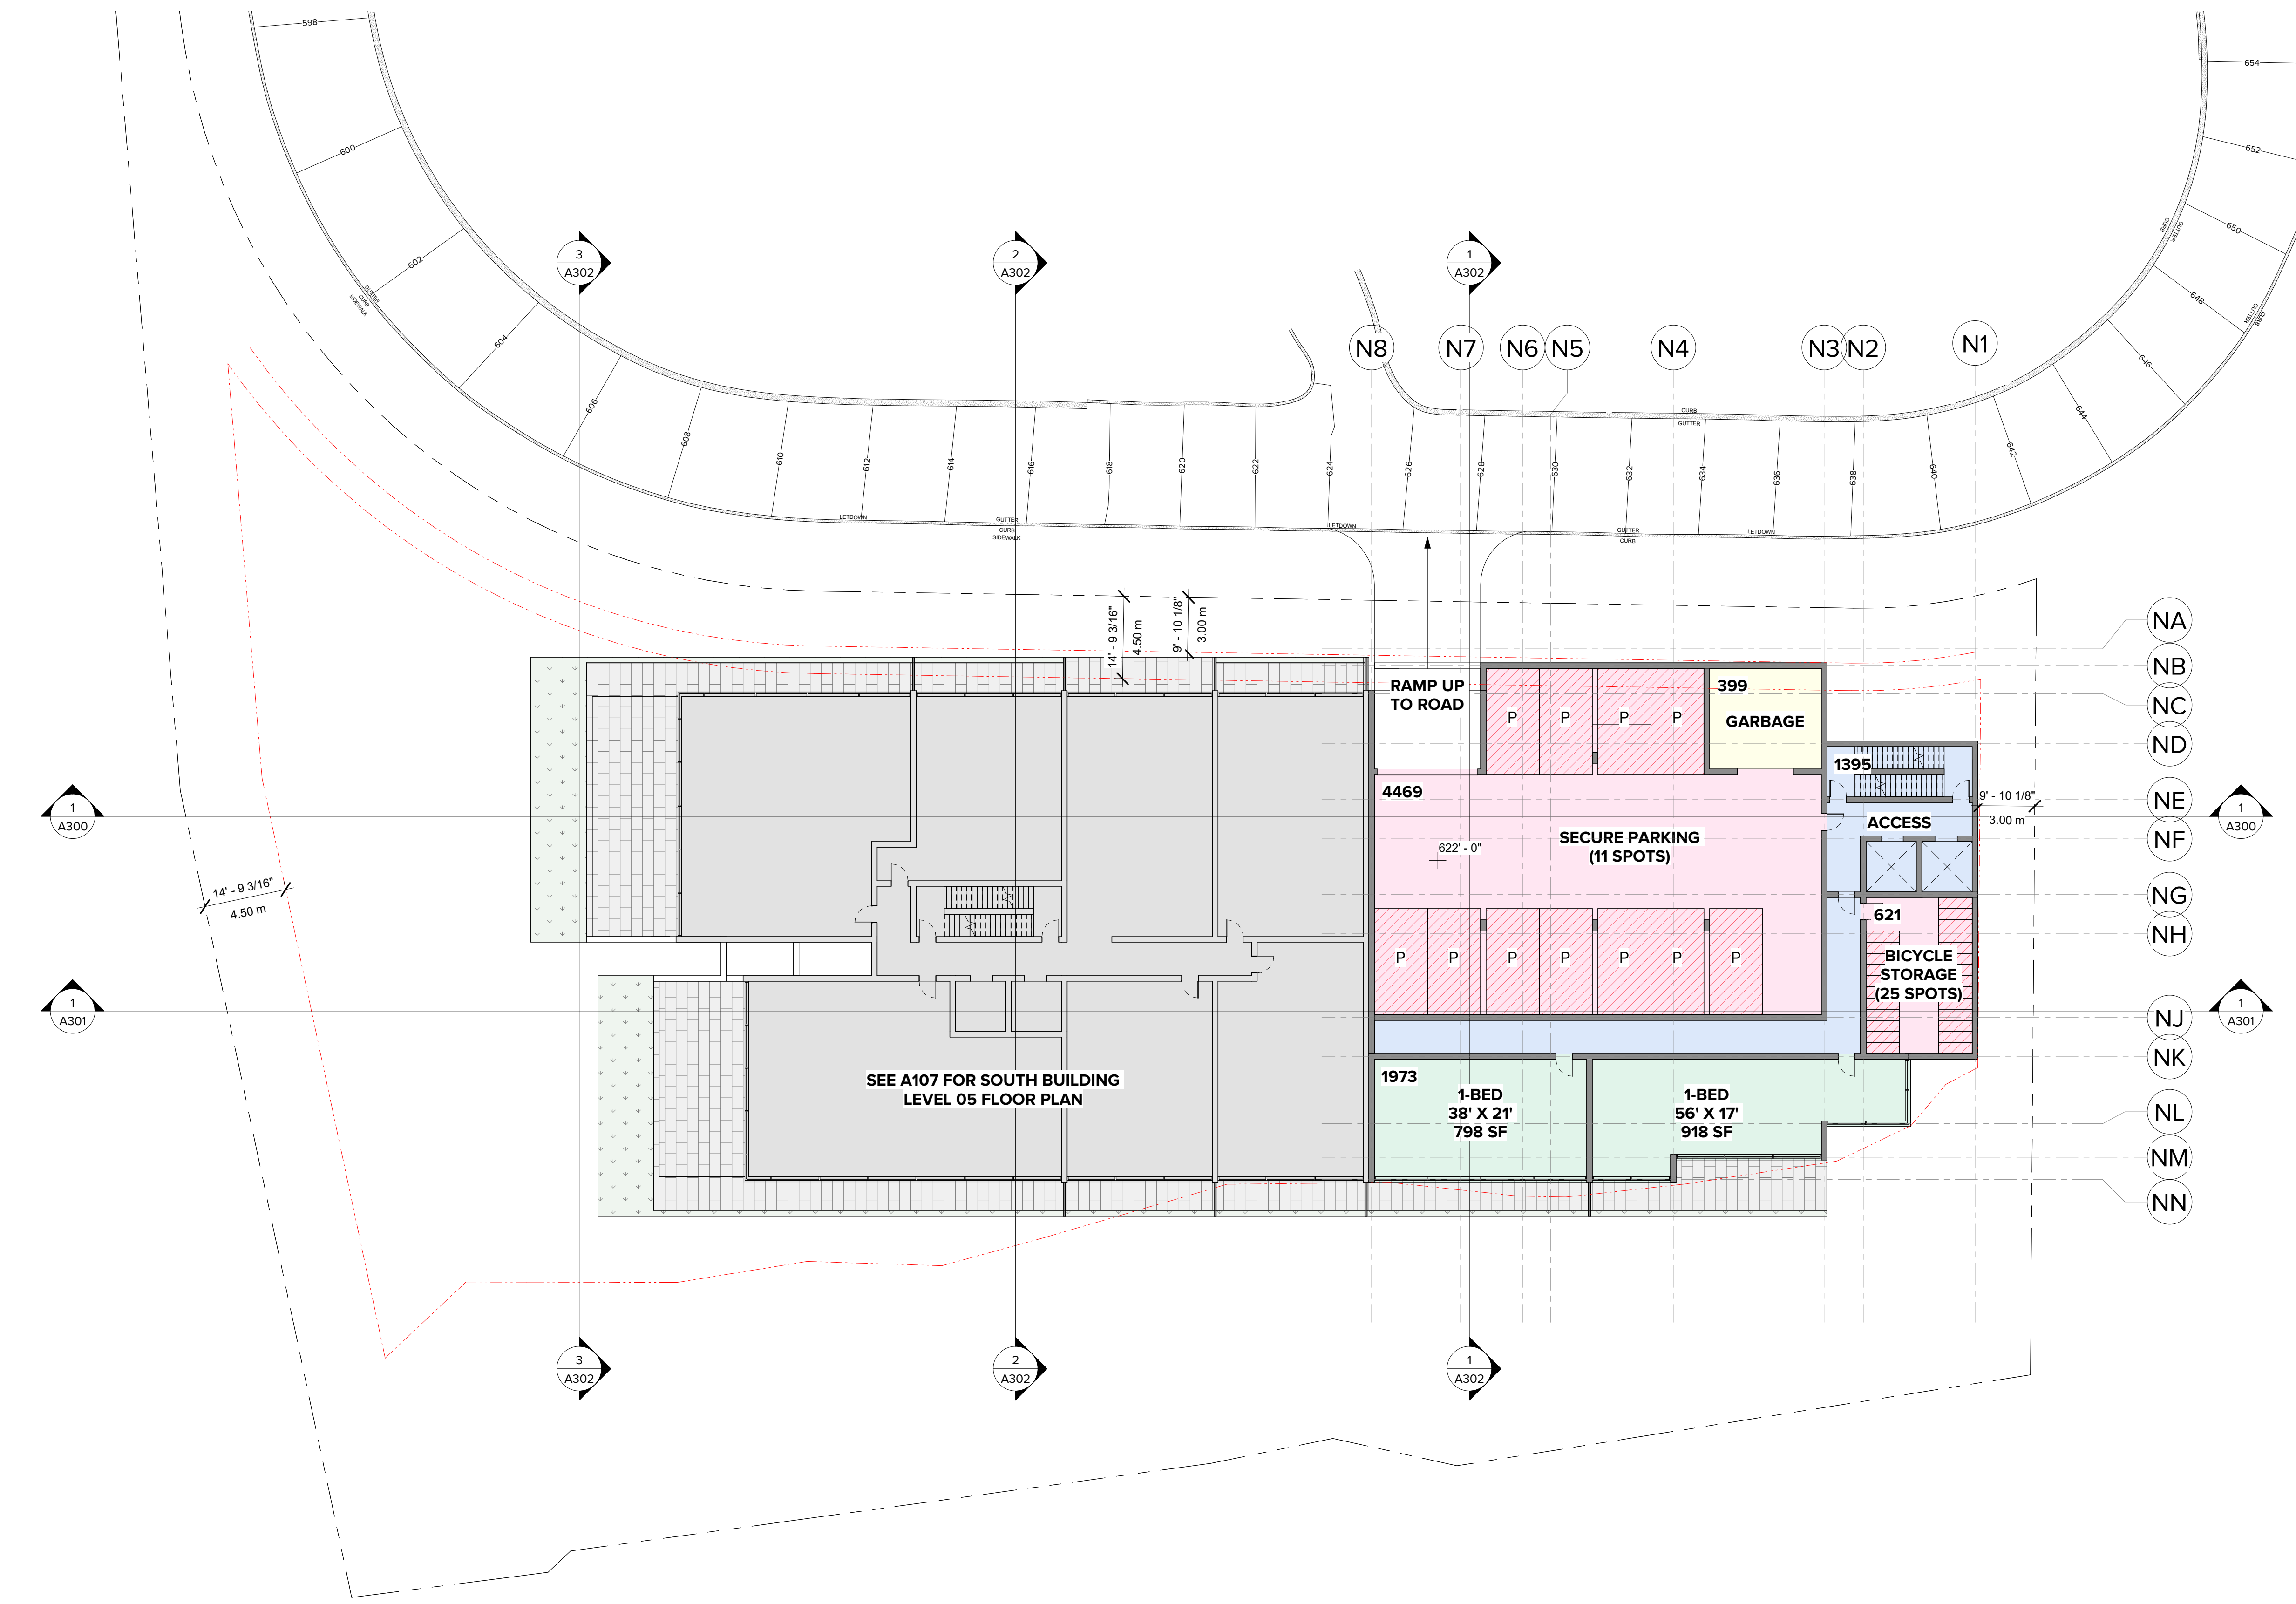 598
600
602
604
606
608
610
612
614
616
618
620
622
624
626
628
630
632
634
636
638
640
642
644
646
648
650
652
654
GUTTER
CURB
SIDEWALK
LETDOWN
GUTTER
CURB
SIDEWALK
LETDOWN
CURB
GUTTER
GUTTER
CURB
LETDOWN
CURB
GUTTER
GUTTER
CURB
3
A302
2
A302
1
A302
N8
N7
N6
N5
N4
N3
N2
N1
14' - 9 3/16"
4.50 m
9' - 10 1/8"
3.00 m
NA
NB
NC
ND
NE
NF
NG
NH
NJ
NK
NL
NM
NN
RAMP UP
TO ROAD
P
P
P
P
399
GARBAGE
1395
ACCESS
9' - 10 1/8"
3.00 m
4469
SECURE PARKING
(11 SPOTS)
622' - 0"
1
A300
1
A300
14' - 9 3/16"
4.50 m
P
P
P
P
P
P
P
621
BICYCLE
STORAGE
(25 SPOTS)
1
A301
1
A301
SEE A107 FOR SOUTH BUILDING
LEVEL 05 FLOOR PLAN
1973
1-BED
38' X 21'
798 SF
1-BED
56' X 17'
918 SF
3
A302
2
A302
1
A302